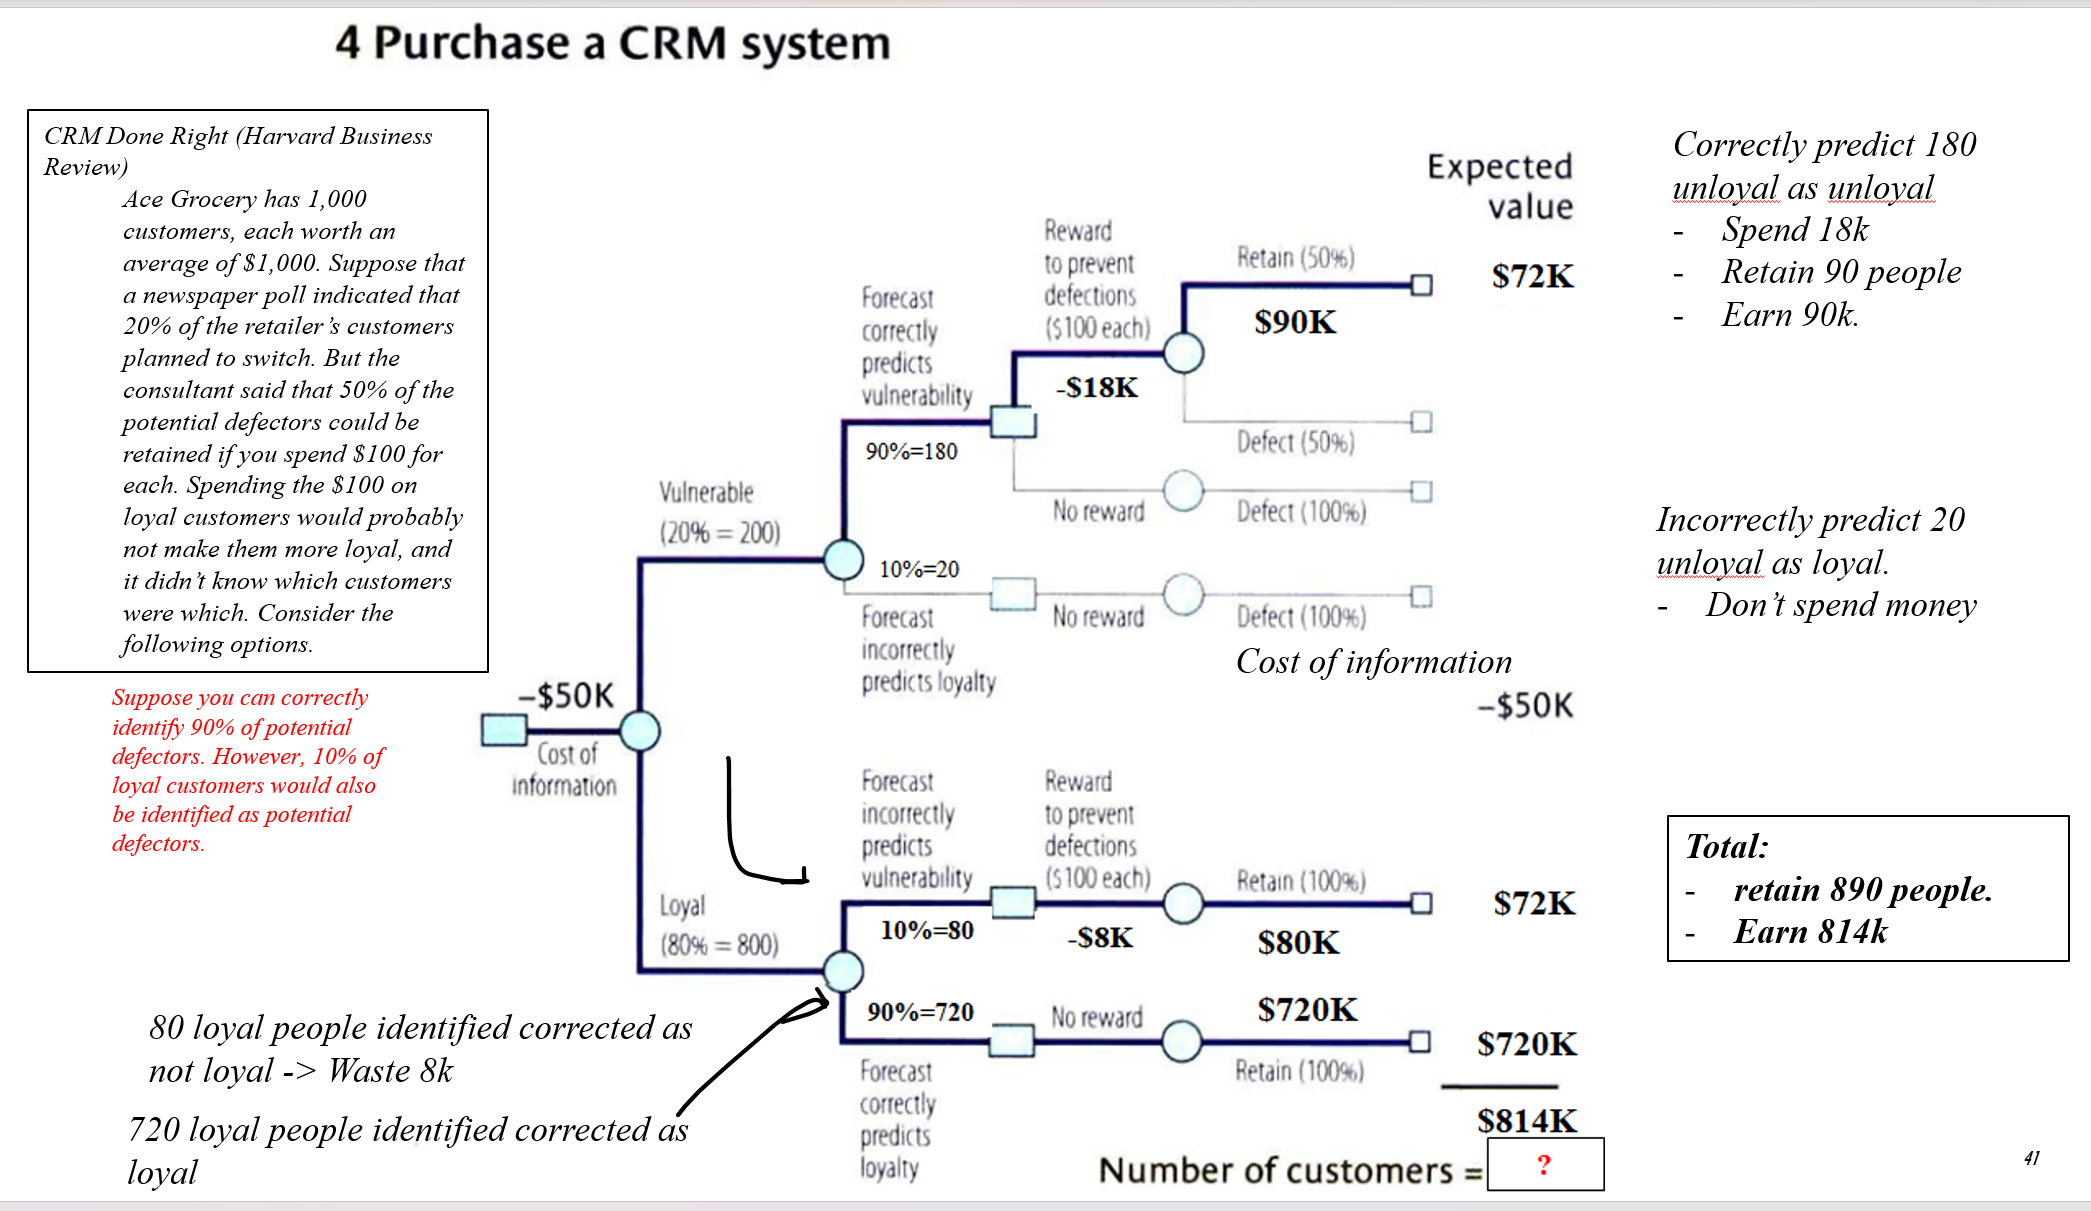 4 Purchase a CRM system
CRM Done Right (Harvard Business
Review)
Ace Grocery has 1,000
customers, each worth an
average of $1,000. Suppose that
a newspaper poll indicated that
20% of the retailer's customers
planned to switch. But the
consultant said that 50% of the
potential defectors could be
retained if you spend $100 for
each. Spending the $100 on
loyal customers would probably
not make them more loyal, and
it didn't know which customers
were which. Consider the
following options.
Suppose you can correctly
identify 90% of potential
defectors. However, 10% of
loyal customers would also
be identified as potential
defectors.
–$50K
Cost of
information
Vulnerable
(20% = 200)
Loyal
(80% = 800)
Forecast
correctly
predicts
vulnerability
90%=180
10%=20
Forecast
incorrectly
predicts loyalty
Reward
to prevent
defections
($100 each)
-$18K
No reward
No reward
Retain (50%)
$90K
Defect (50%)
Defect (100%)
Defect (100%)
Expected
value
$72K
Cost of information
–$50K
Forecast
incorrectly
predicts
vulnerability
10%=80
90%=720
Forecast
correctly
predicts
loyalty
Reward
to prevent
defections
($100 each)
-$8K
No reward
Retain (100%)
$80K
$720K
Retain (100%)
$72K
$720K
$814K
Number of customers =
?
Correctly predict 180
unloyal as unloyal
- Spend 18k
- Retain 90 people
- Earn 90k.
Incorrectly predict 20
unloyal as loyal.
- Don't spend money
Total:
- retain 890 people.
- Earn 814k
80 loyal people identified corrected as
not loyal -> Waste 8k
720 loyal people identified corrected as
loyal
41